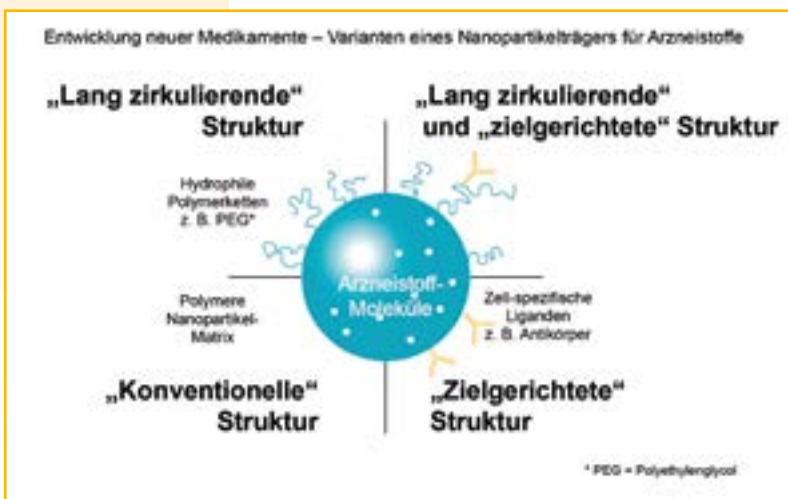 Entwicklung neuer Medikamente – Varianten eines Nanopartikelträgers für Arzneistoffe
„Lang zirkulierende“
Struktur
„Lang zirkulierende“
und „zielgerichtete“ Struktur
Hydrophile
Polymerketten
z. B. PEG*
Arzneistoff-
Moleküle
Polymere
Nanopartikel-
Matrix
Zell-spezifische
Liganden
z. B. Antikörper
„Konventionelle“
Struktur
„Zielgerichtete“
Struktur
* PEG = Polyethylenglycol